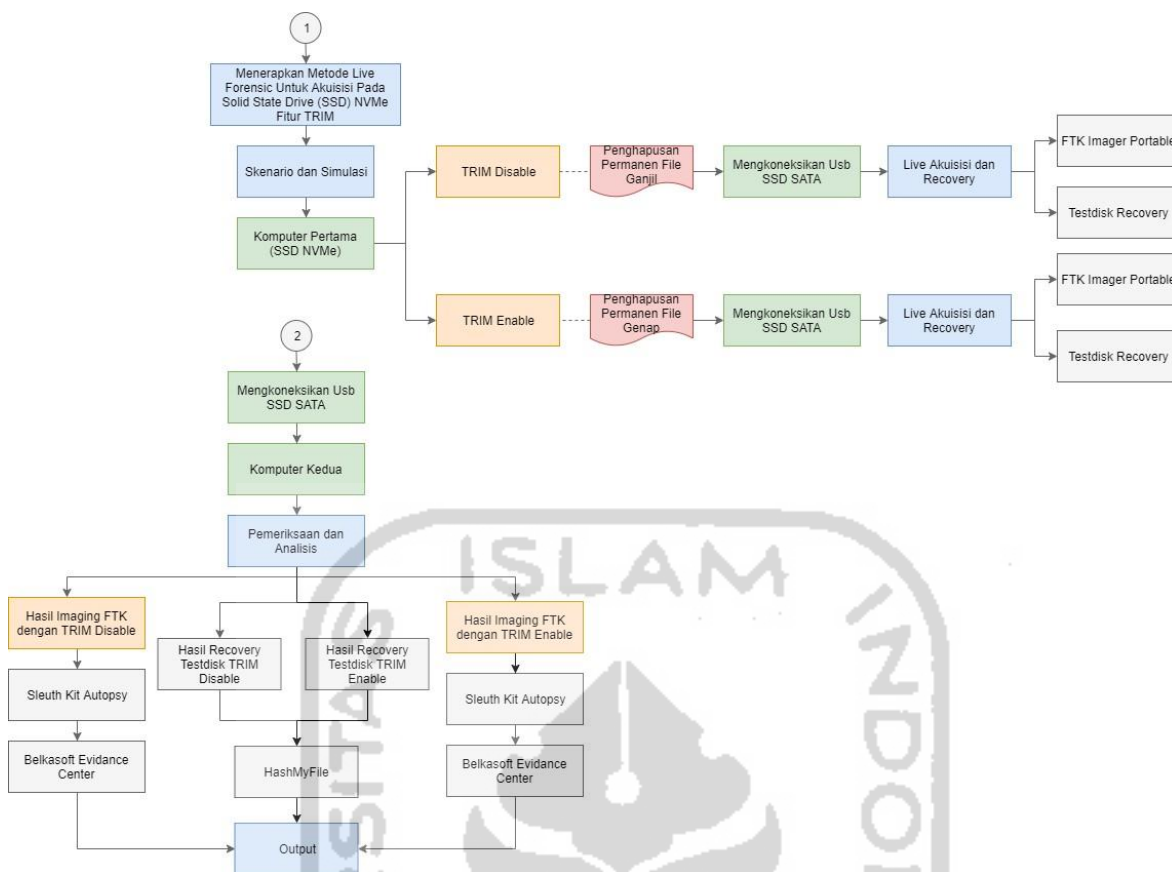 1
Menerapkan Metode Live
Forensic Untuk Akuisisi Pada
Solid State Drive (SSD) NVMe
Fitur TRIM
Skenario dan Simulasi
Komputer Pertama
(SSD NVMe)
TRIM Disable
Penghapusan
Permanen File
Ganjil
Mengkoneksikan Usb
SSD SATA
Live Akuisisi dan
Recovery
FTK Imager Portable
Testdisk Recovery
TRIM Enable
Penghapusan
Permanen File
Genap
Mengkoneksikan Usb
SSD SATA
Live Akuisisi dan
Recovery
FTK Imager Portable
Testdisk Recovery
2
Mengkoneksikan Usb
SSD SATA
Komputer Kedua
Pemeriksaan dan
Analisis
Hasil Imaging FTK
dengan TRIM Disable
Sleuth Kit Autopsy
Belkasoft Evidance
Center
Hasil Recovery
Testdisk TRIM
Disable
Hasil Recovery
Testdisk TRIM
Enable
HashMyFile
Hasil Imaging FTK
dengan TRIM Enable
Sleuth Kit Autopsy
Belkasoft Evidance
Center
Output
SITAS ISLAM INDO